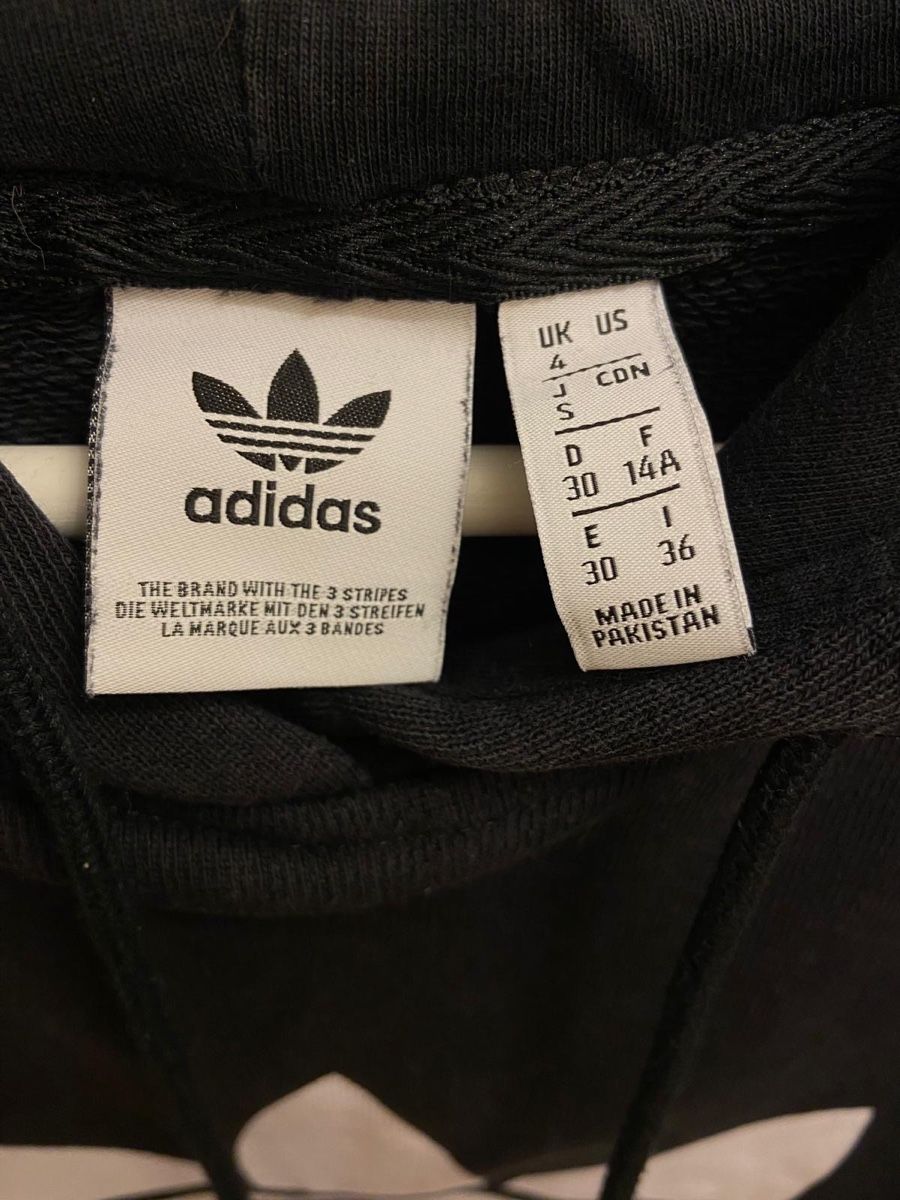 adidas
THE BRAND WITH THE 3 STRIPES
DIE WELTMARKE MIT DEN 3 STREIFEN
LA MARQUE AUX 3 BANDES
UK US
4
J CDN
S
D F
30 14A
E I
30 36
MADE IN
PAKISTAN